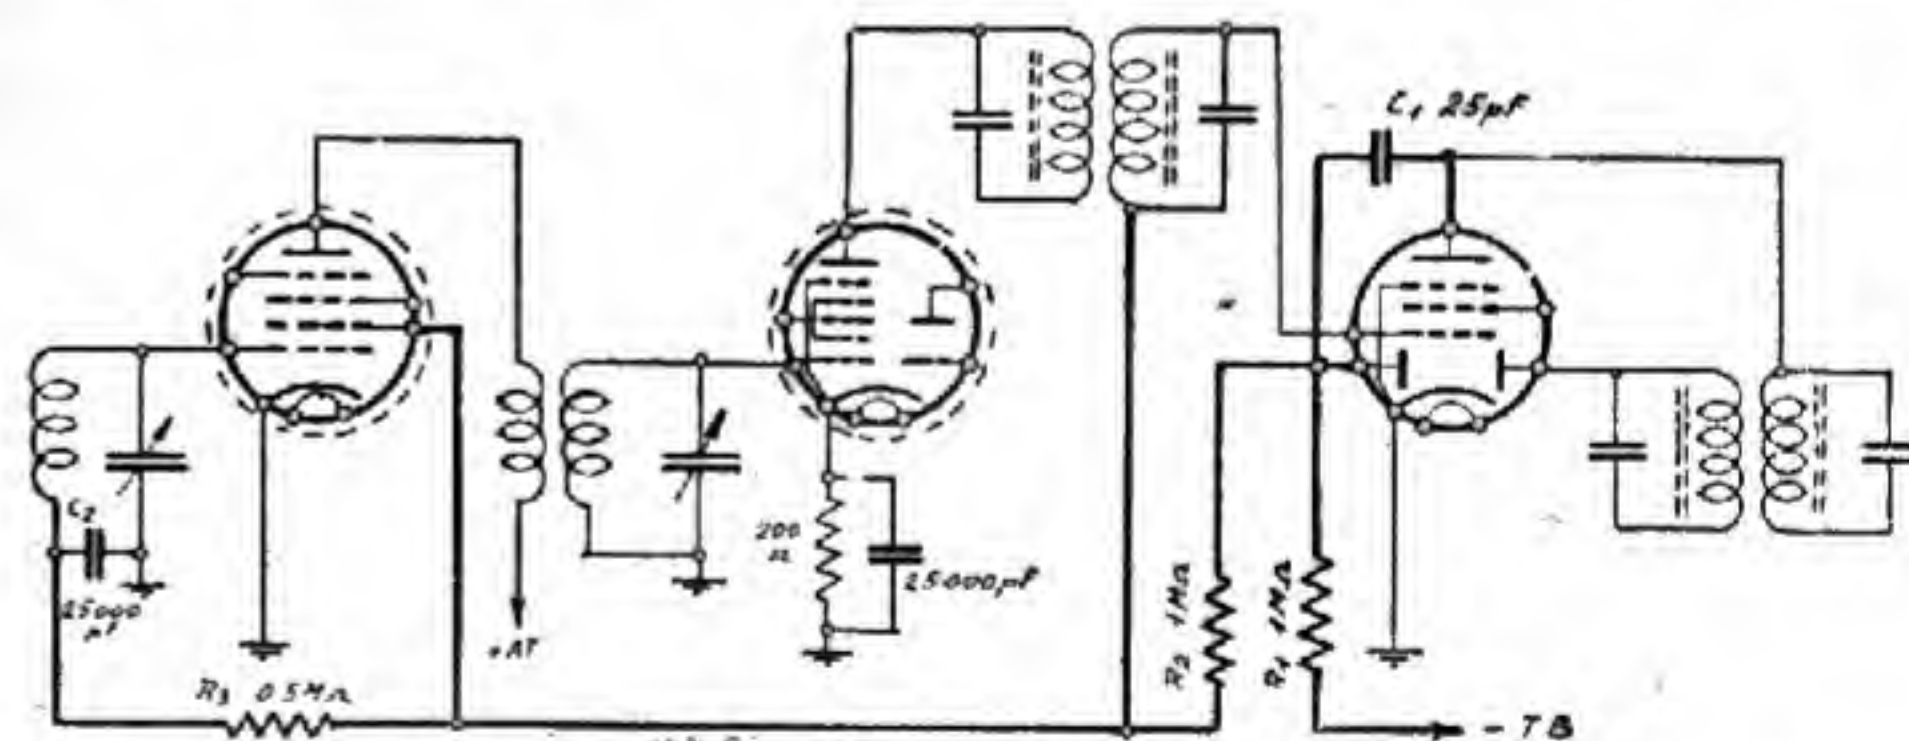 C₁ 25pF
C₂
25000
pF
200
Ω
25000pF
+AT
R₃ 0.5MΩ
R₂ 1MΩ
R₁ 1MΩ
- TB